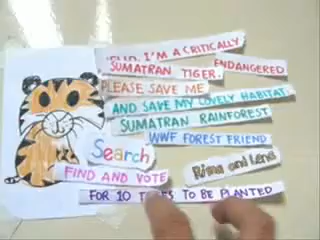 I'M A CRITICALLY
ENDANGERED
SUMATRAN TIGER.
PLEASE SAVE ME
AND SAVE MY LOVELY HABITAT:
SUMATRAN RAINFOREST
WWF FOREST FRIEND
Search
Rima and Lena
FIND AND VOTE
FOR 10 TO BE PLANTED